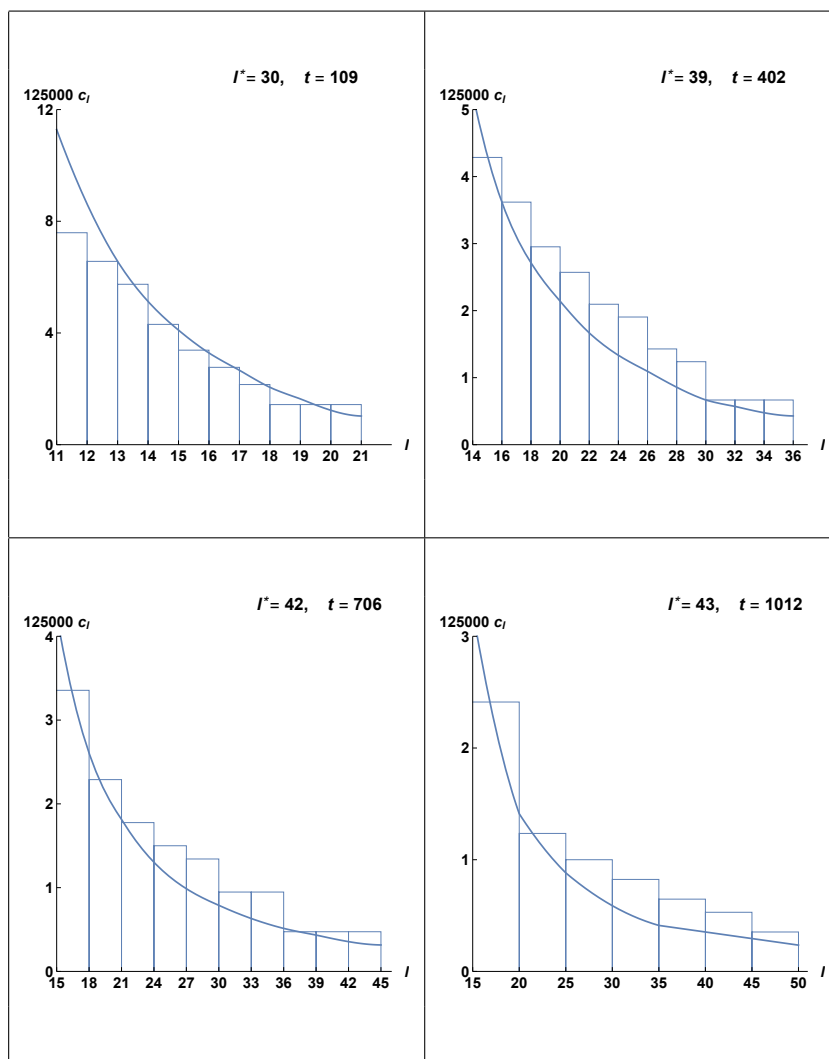 l*= 30, t = 109
125000 c_l
12
8
4
0
11 12 13 14 15 16 17 18 19 20 21 l
l*= 39, t = 402
125000 c_l
5
4
3
2
1
0
14 16 18 20 22 24 26 28 30 32 34 36 l
l*= 42, t = 706
125000 c_l
4
3
2
1
0
15 18 21 24 27 30 33 36 39 42 45 l
l*= 43, t = 1012
125000 c_l
3
2
1
0
15 20 25 30 35 40 45 50 l